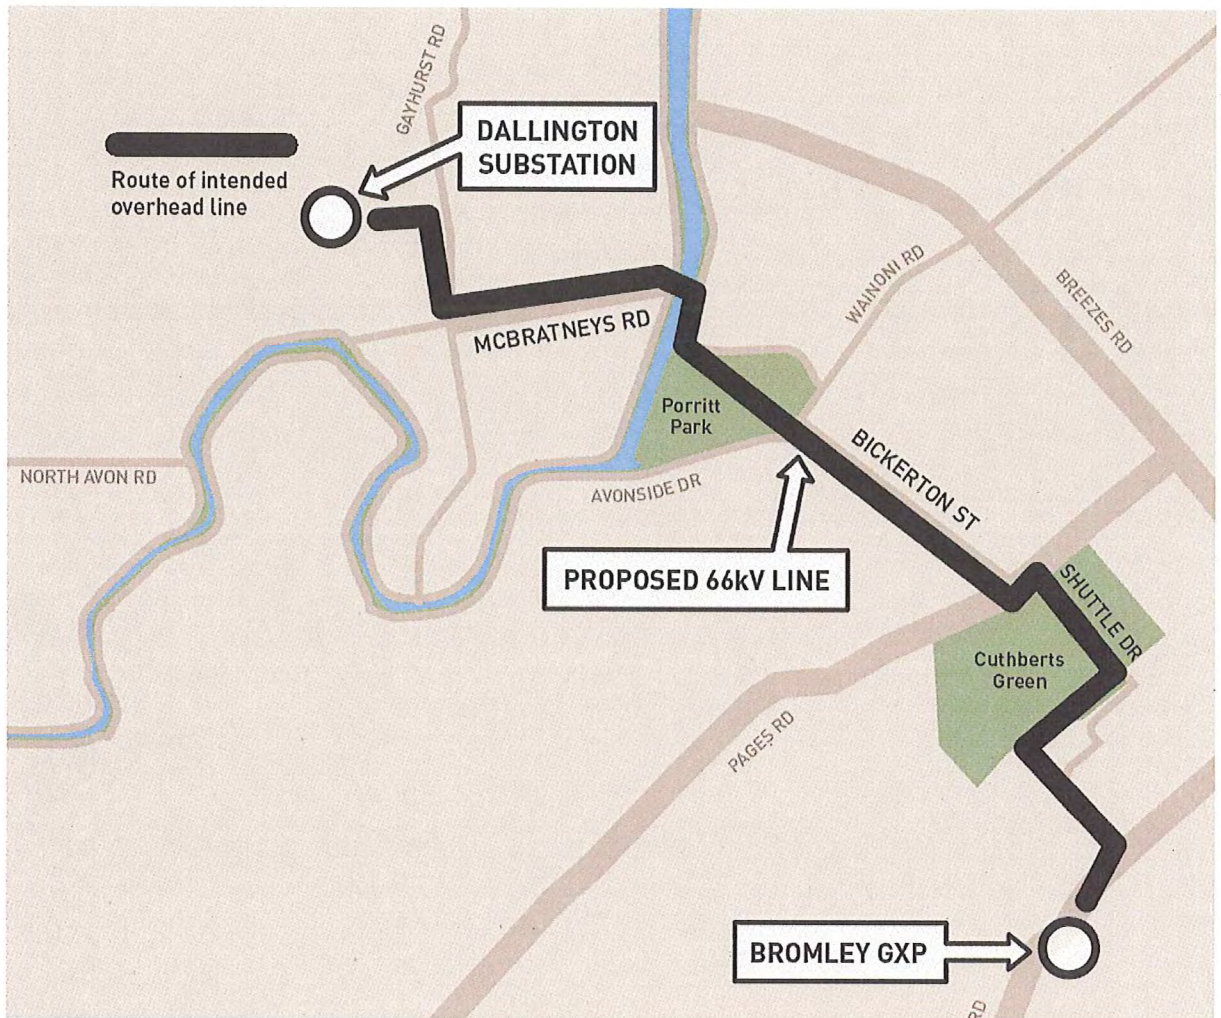 GAYHURST RD
DALLINGTON
SUBSTATION
Route of intended
overhead line
WAINONI RD
BREEZES RD
MCBRATNEYS RD
Porritt
Park
BICKERTON ST
NORTH AVON RD
AVONSIDE DR
PROPOSED 66kV LINE
SHUTTLE DR
Cuthberts
Green
PAGES RD
BROMLEY GXP
RD